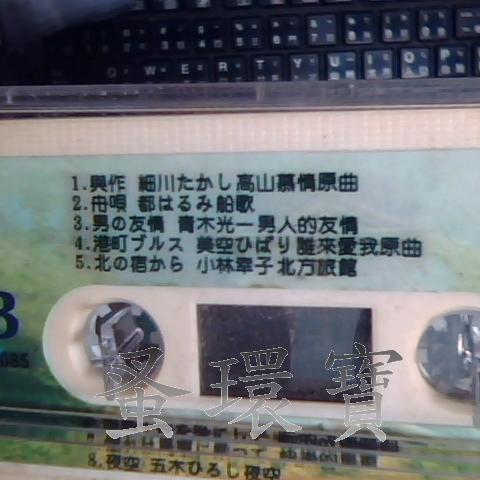 Q W E R T Y U I
1.與作 細川たかし高山慕情原曲
2.舟唄 都はるみ船歌
3.男の友情 青木光一男人的友情
4.港町ブルス 美空ひばり誰來愛我原曲
5.北の宿から 小林幸子北方旅館
B
085
蚤環寶
8.夜空 五木ひろし夜空